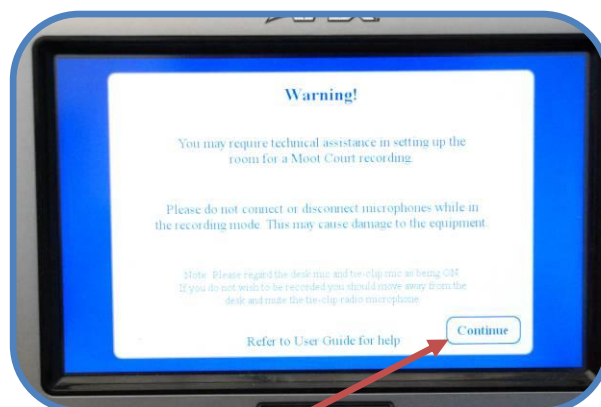 Warning!
You may require technical assistance in setting up the
room for a Moot Court recording.
Please do not connect or disconnect microphones while in
the recording mode. This may cause damage to the equipment.
Note: Please regard the desk mic and tie-clip mic as being ON
If you do not wish to be recorded you should move away from the
desk and mute the tie-clip radio microphone.
Refer to User Guide for help
Continue